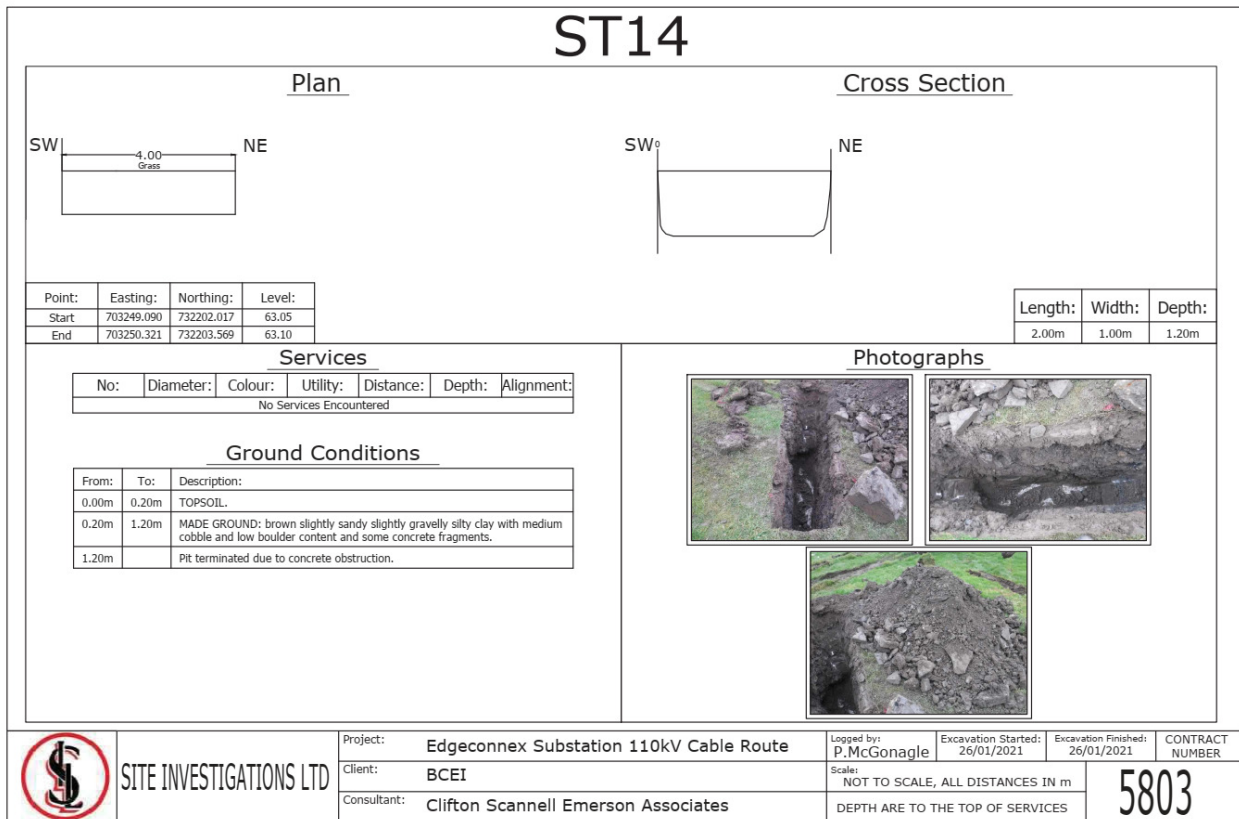 ST14
Plan
Cross Section
SW
4.00
Grass
NE
SW
0
NE
Point: Easting: Northing: Level:
Start 703249.090 732202.017 63.05
End 703250.321 732203.569 63.10
Length: Width: Depth:
2.00m 1.00m 1.20m
Services
No: Diameter: Colour: Utility: Distance: Depth: Alignment:
No Services Encountered
Ground Conditions
From: To: Description:
0.00m 0.20m TOPSOIL.
0.20m 1.20m MADE GROUND: brown slightly sandy slightly gravelly silty clay with medium
cobble and low boulder content and some concrete fragments.
1.20m Pit terminated due to concrete obstruction.
Photographs
SIL
SITE INVESTIGATIONS LTD
Project: Edgeconnex Substation 110kV Cable Route
Client: BCEI
Consultant: Clifton Scannell Emerson Associates
Logged by:
P.McGonagle
Excavation Started:
26/01/2021
Excavation Finished:
26/01/2021
Scale:
NOT TO SCALE, ALL DISTANCES IN m
DEPTH ARE TO THE TOP OF SERVICES
CONTRACT
NUMBER
5803